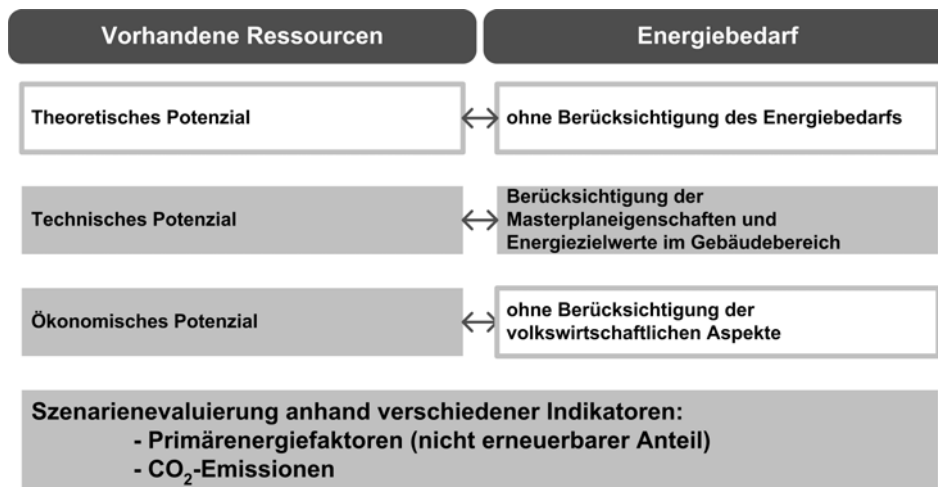 Vorhandene Ressourcen
Energiebedarf
Theoretisches Potenzial
ohne Berücksichtigung des Energiebedarfs
Technisches Potenzial
Berücksichtigung der
Masterplaneigenschaften und
Energiezielwerte im Gebäudebereich
Ökonomisches Potenzial
ohne Berücksichtigung der
volkswirtschaftlichen Aspekte
Szenarienevaluierung anhand verschiedener Indikatoren:
- Primärenergiefaktoren (nicht erneuerbarer Anteil)
- CO₂-Emissionen